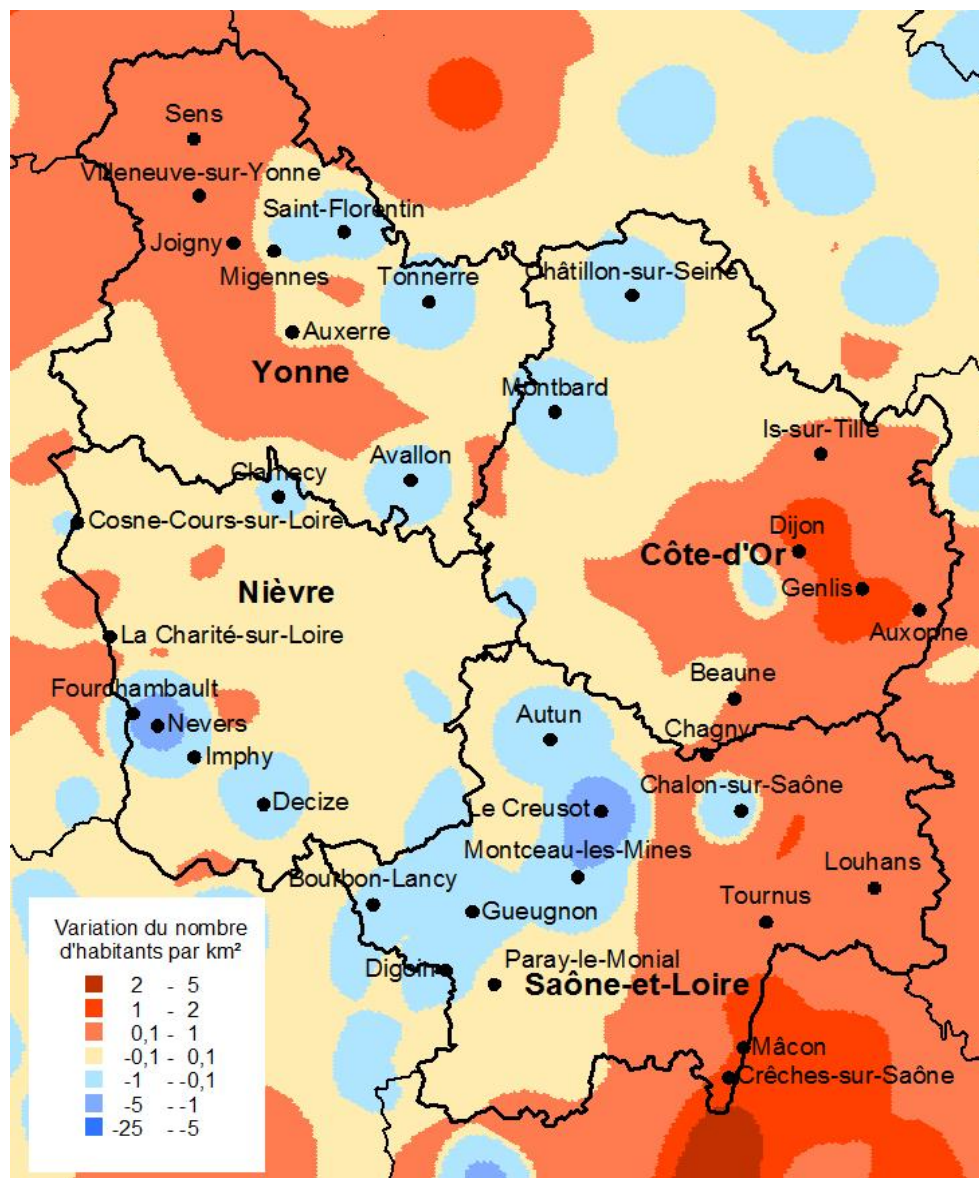 Sens
Villeneuve-sur-Yonne
Saint-Florentin
Joigny
Migennes
Tonnerre
Châtillon-sur-Seine
Auxerre
Yonne
Montbard
Is-sur-Tille
Avallon
Clamecy
Cosne-Cours-sur-Loire
Dijon
Côte-d'Or
Nièvre
Genlis
Auxonne
La Charité-sur-Loire
Beaune
Fourchambault
Nevers
Autun
Chagny
Imphy
Chalon-sur-Saône
Decize
Le Creusot
Montceau-les-Mines
Louhans
Bourbon-Lancy
Gueugnon
Tournus
Digoin
Paray-le-Monial
Saône-et-Loire
Mâcon
Crêches-sur-Saône
Variation du nombre
d'habitants par km²
2 - 5
1 - 2
0,1 - 1
-0,1 - 0,1
-1 - -0,1
-5 - -1
-25 - -5